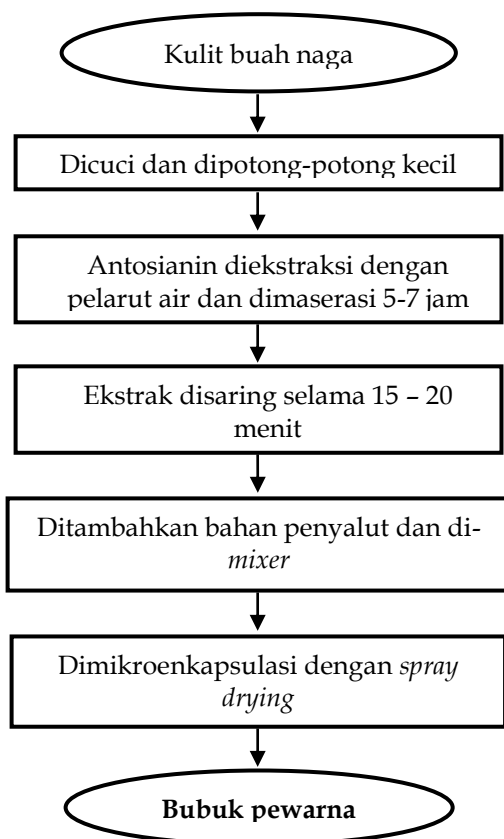 Kulit buah naga
Dicuci dan dipotong-potong kecil
Antosianin diekstraksi dengan
pelarut air dan dimaserasi 5-7 jam
Ekstrak disaring selama 15 – 20
menit
Ditambahkan bahan penyalut dan di-
mixer
Dimikroenkapsulasi dengan spray
drying
Bubuk pewarna